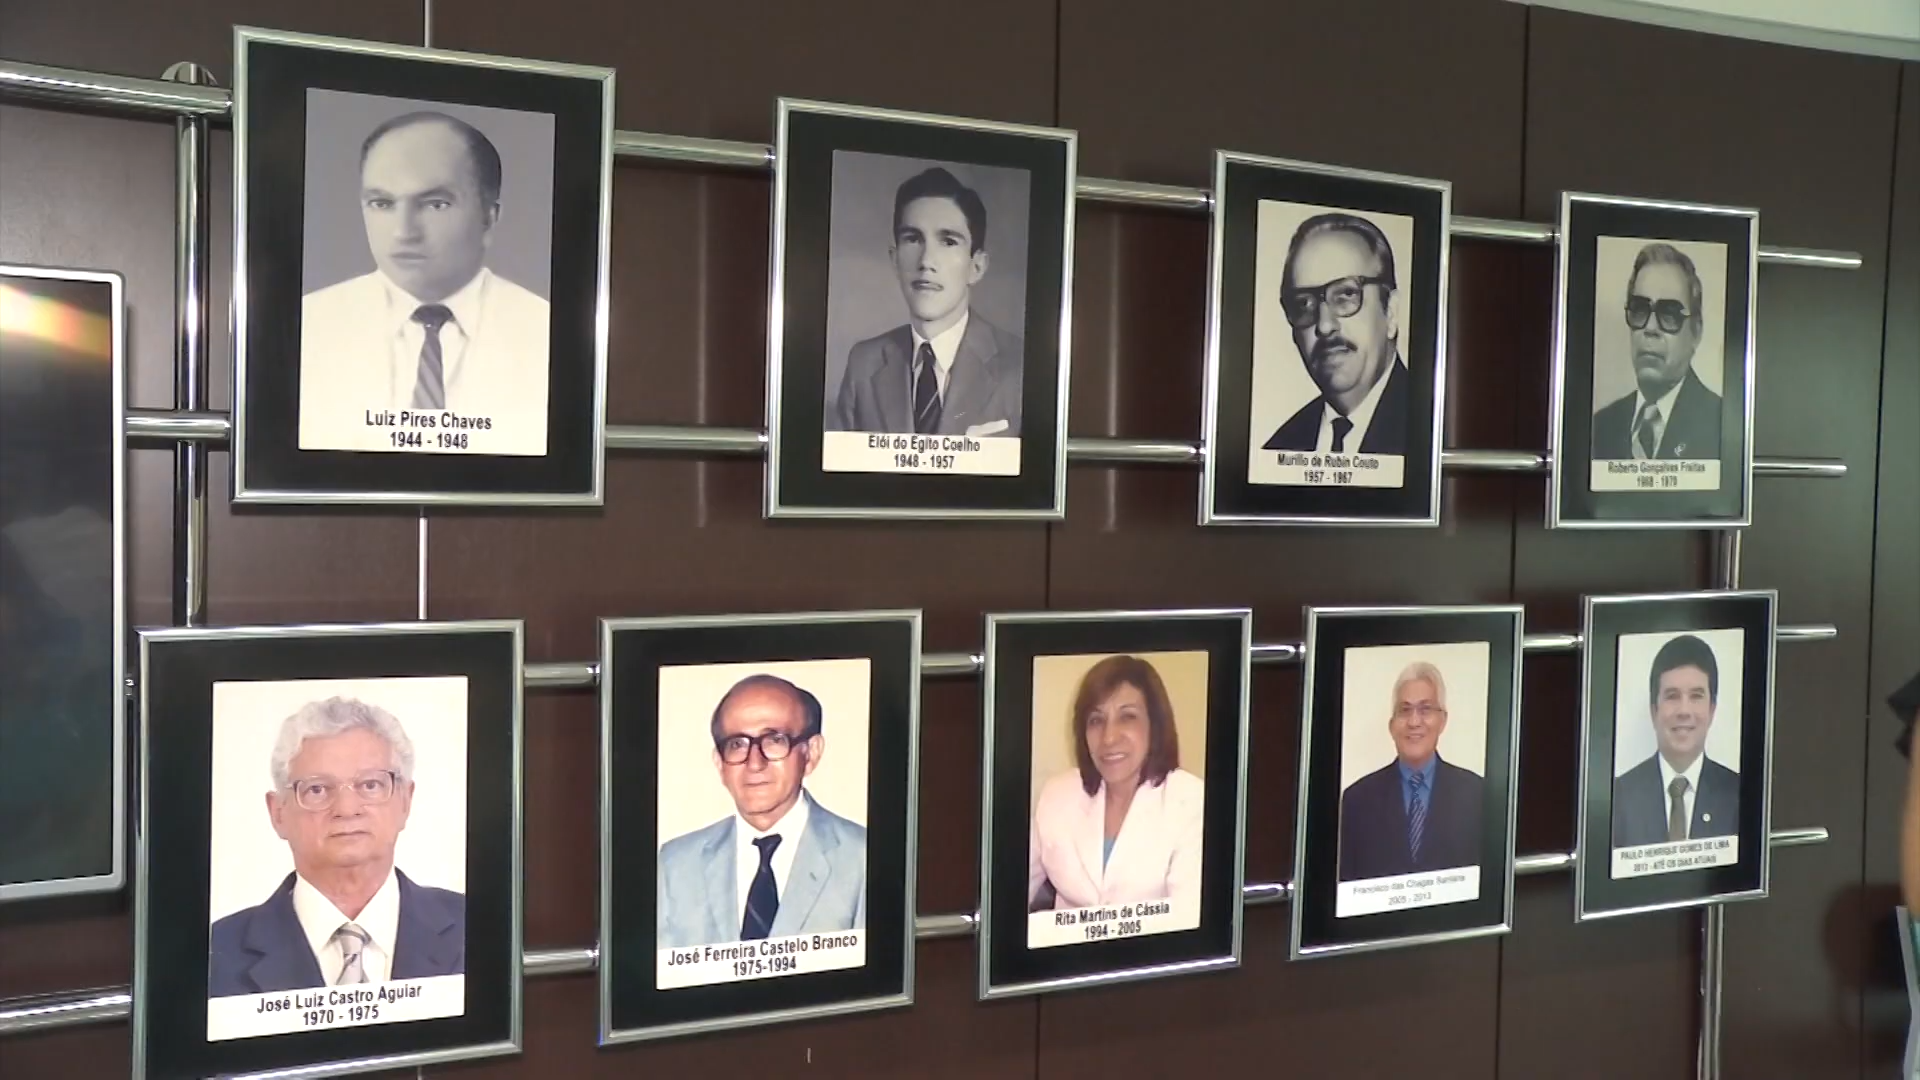 Luiz Pires Chaves
1944 - 1948
Elói do Egito Coelho
1948 - 1957
Murillo de Rubin Couto
1957 - 1967
Roberto Gonçalves Freitas
1968 - 1970
José Luiz Castro Aguiar
1970 - 1975
José Ferreira Castelo Branco
1975-1994
Rita Martins de Cássia
1994 - 2005
Francisco das Chagas Santana
2005 - 2013
PAULO HENRIQUE GOMES DE LIMA
2013 - ATÉ OS DIAS ATUAIS